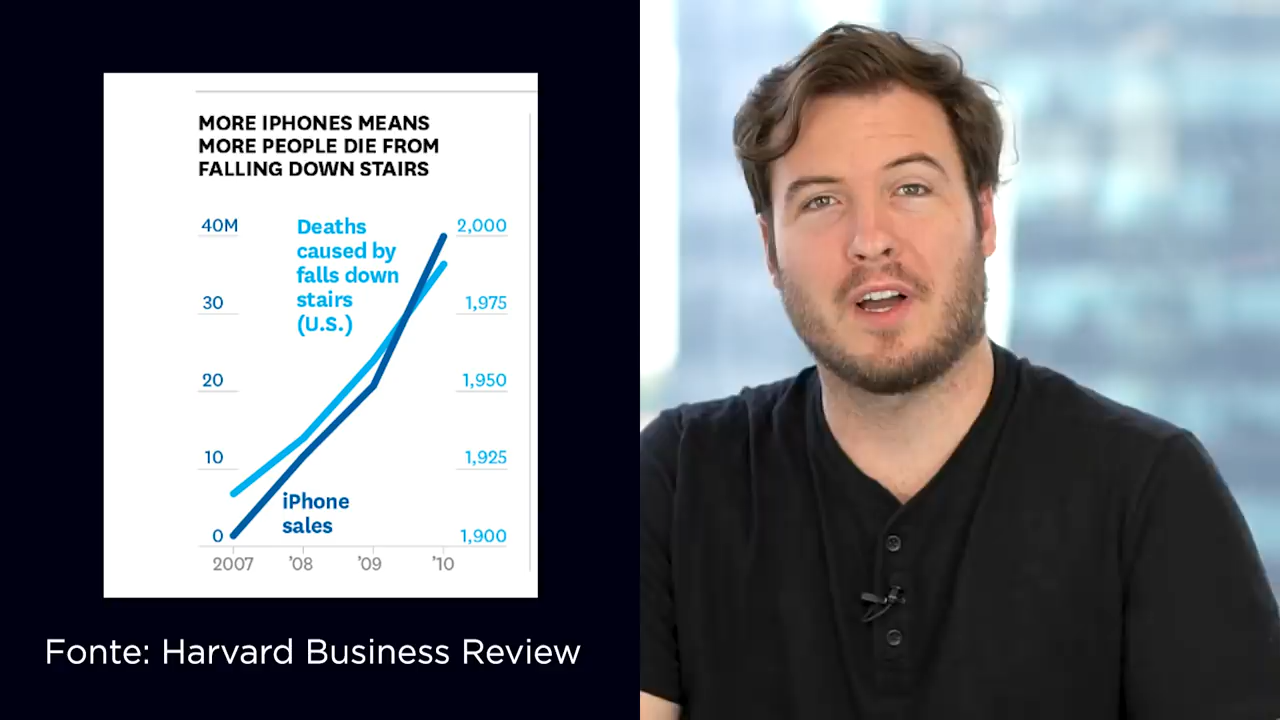 MORE IPHONES MEANS
MORE PEOPLE DIE FROM
FALLING DOWN STAIRS
40M
Deaths
caused by
falls down
stairs
(U.S.)
2,000
30
1,975
20
1,950
10
1,925
iPhone
sales
0
1,900
2007
’08
’09
’10
Fonte: Harvard Business Review